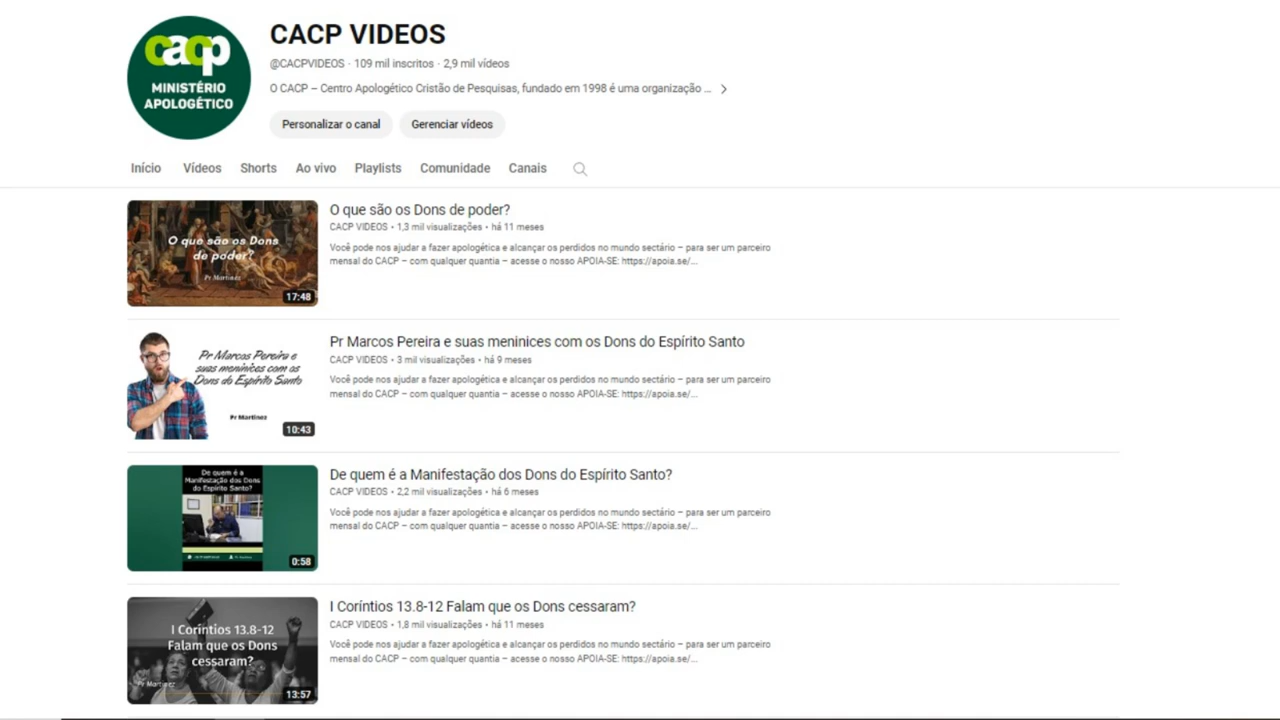 cacp
MINISTÉRIO
APOLOGÉTICO
CACP VIDEOS
@CACPVIDEOS · 109 mil inscritos · 2,9 mil vídeos
O CACP – Centro Apologético Cristão de Pesquisas, fundado em 1998 é uma organização ...
Personalizar o canal
Gerenciar vídeos
Início Vídeos Shorts Ao vivo Playlists Comunidade Canais
O que são os Dons
de poder?
Pr Martinez
17:48
O que são os Dons de poder?
CACP VIDEOS • 1,3 mil visualizações • há 11 meses
Você pode nos ajudar a fazer apologética e alcançar os perdidos no mundo sectário – para ser um parceiro
mensal do CACP – com qualquer quantia – acesse o nosso APOIA-SE: https://apoia.se/...
Pr Marcos Pereira e
suas meninices com os
Dons do Espírito Santo
Pr Martinez
10:43
Pr Marcos Pereira e suas meninices com os Dons do Espírito Santo
CACP VIDEOS • 3 mil visualizações • há 9 meses
Você pode nos ajudar a fazer apologética e alcançar os perdidos no mundo sectário – para ser um parceiro
mensal do CACP – com qualquer quantia – acesse o nosso APOIA-SE: https://apoia.se/...
De quem é a
Manifestação dos Dons
do Espírito Santo?
0:58
De quem é a Manifestação dos Dons do Espírito Santo?
CACP VIDEOS • 2,2 mil visualizações • há 6 meses
Você pode nos ajudar a fazer apologética e alcançar os perdidos no mundo sectário – para ser um parceiro
mensal do CACP – com qualquer quantia – acesse o nosso APOIA-SE: https://apoia.se/...
I Coríntios 13.8-12
Falam que os Dons
cessaram?
Pr Martinez
13:57
I Coríntios 13.8-12 Falam que os Dons cessaram?
CACP VIDEOS • 1,8 mil visualizações • há 11 meses
Você pode nos ajudar a fazer apologética e alcançar os perdidos no mundo sectário – para ser um parceiro
mensal do CACP – com qualquer quantia – acesse o nosso APOIA-SE: https://apoia.se/...